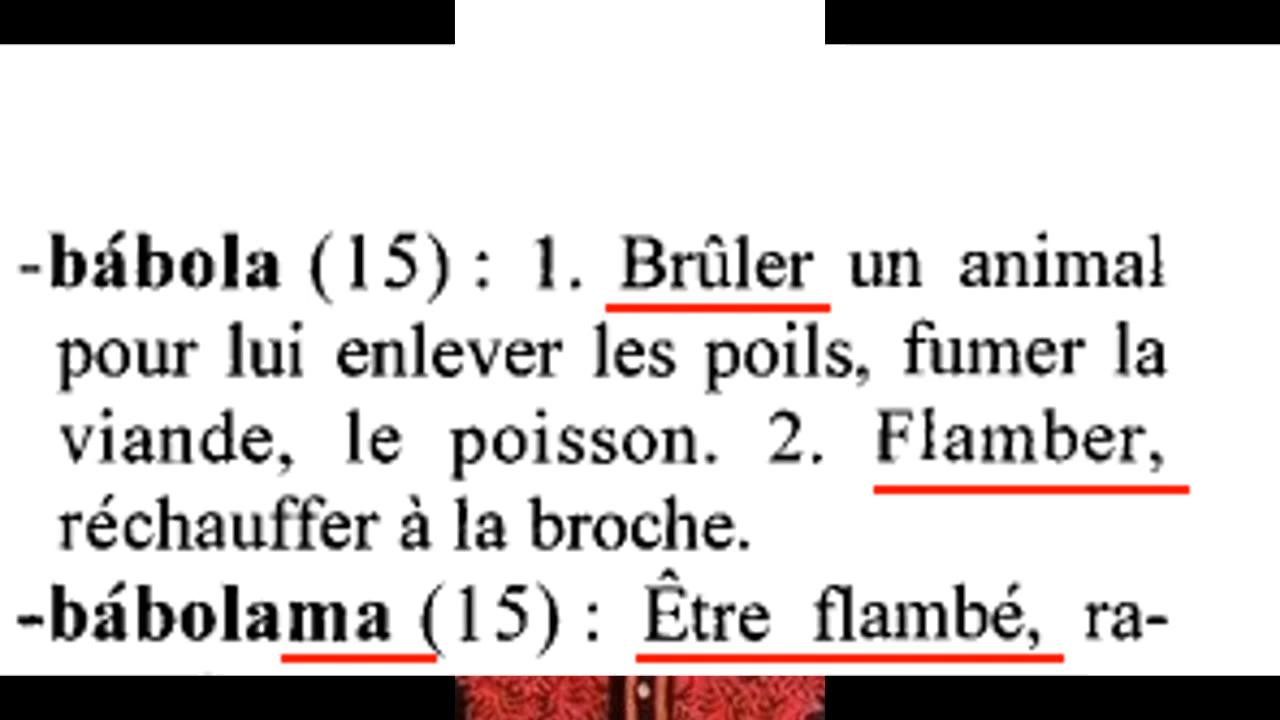 -bábola (15) : 1. Brûler un animal
pour lui enlever les poils, fumer la
viande, le poisson. 2. Flamber,
réchauffer à la broche.
-bábolama (15) : Être flambé, ra-